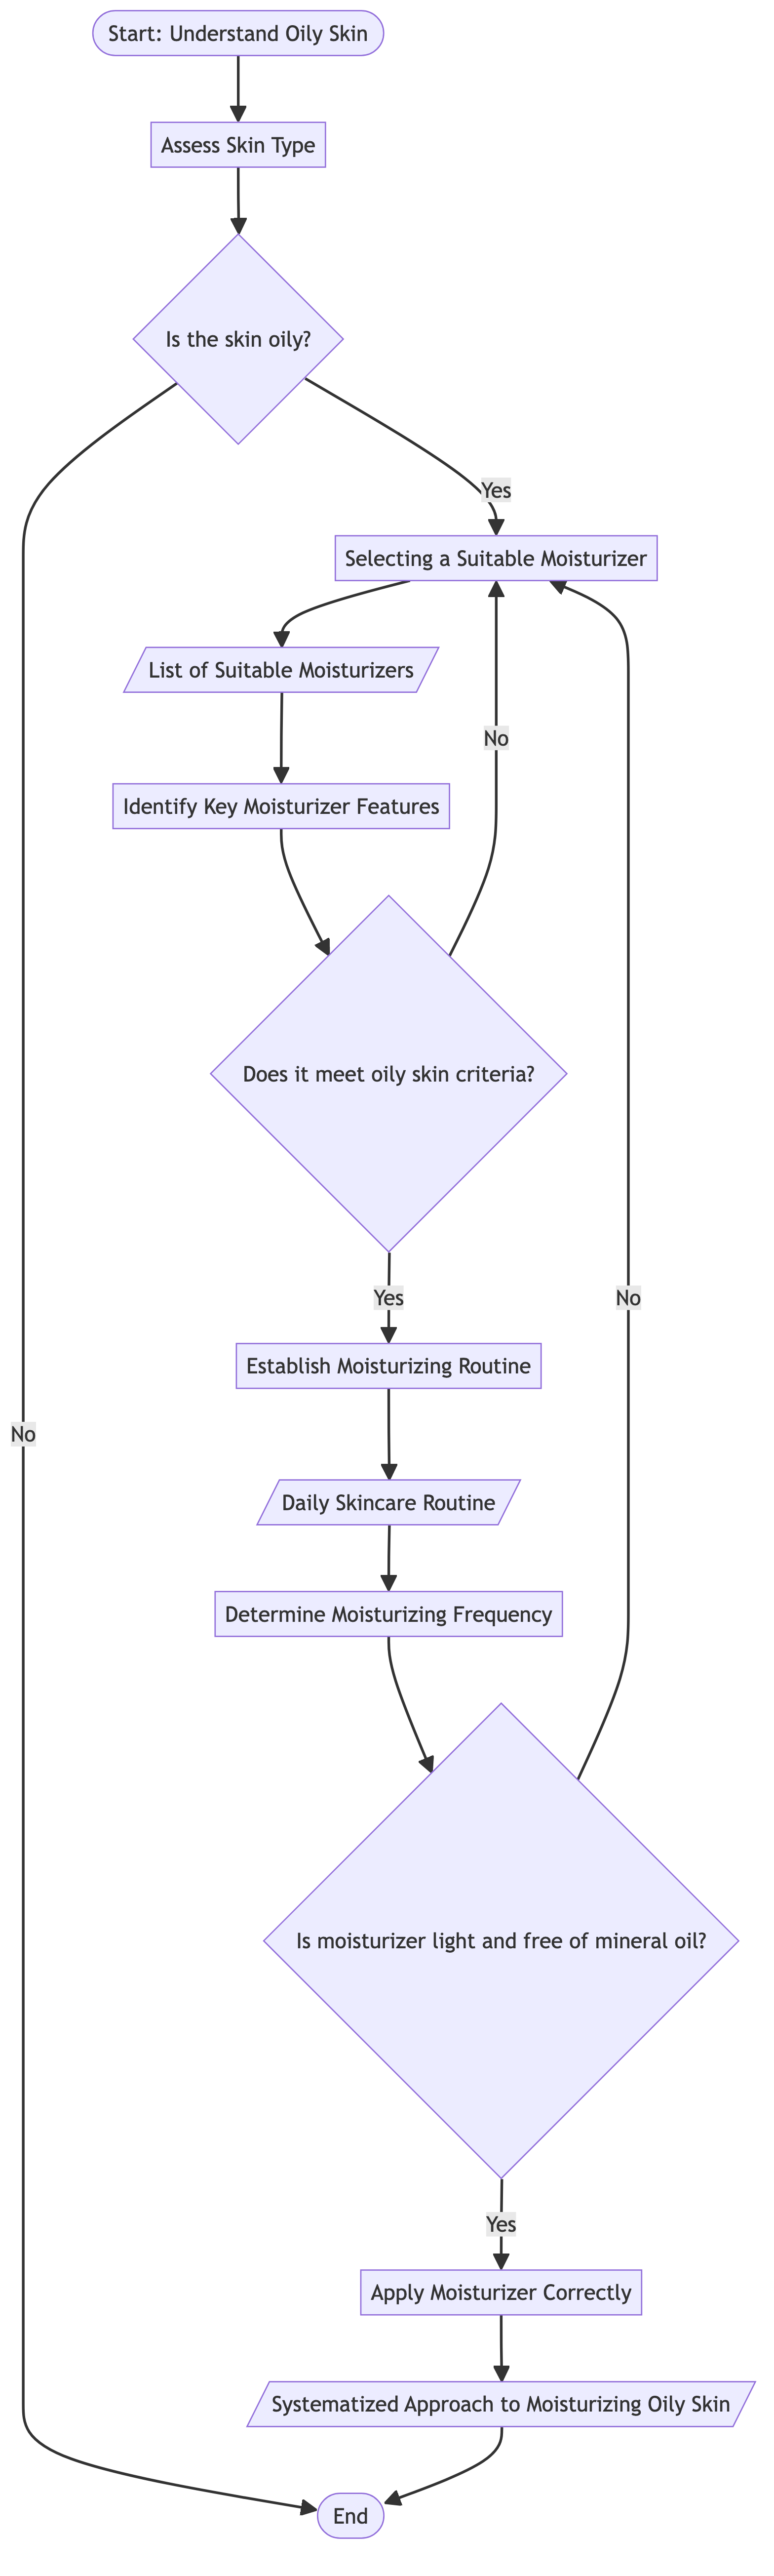 Start: Understand Oily Skin
Assess Skin Type
Is the skin oily?
Yes
Selecting a Suitable Moisturizer
List of Suitable Moisturizers
No
Identify Key Moisturizer Features
Does it meet oily skin criteria?
Yes
No
Establish Moisturizing Routine
No
Daily Skincare Routine
Determine Moisturizing Frequency
Is moisturizer light and free of mineral oil?
Yes
Apply Moisturizer Correctly
Systematized Approach to Moisturizing Oily Skin
End